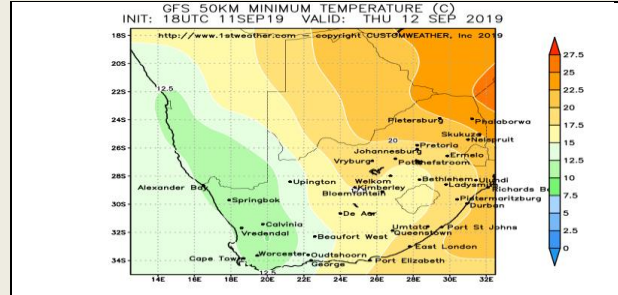 GFS 50KM MINIMUM TEMPERATURE (C)
INIT: 18UTC 11SEP19 VALID: THU 12 SEP 2019
http://www.1stweather.com — copyright CUSTOMWEATHER, Inc 2019
18S
20S
22S
24S
26S
28S
30S
32S
34S
12.5
Pietersburg
Phalaborwa
Skukuza
Nelspruit
20
Pretoria
Johannesburg
Ermelo
Vryburg
Potchefstroom
Welkom
Bethlehem
Ulundi
Upington
Kimberley
Ladysmith
Alexander Bay
Richards B
Bloemfontein
Springbok
Pietermaritzburg
Durban
De Aar
Calvinia
Umtata
Port St Johns
Vredendal
Queenstown
Beaufort West
East London
Worcester
Oudtshoorn
Cape Town
George
Port Elizabeth
12.5
14E
16E
18E
20E
22E
24E
26E
28E
30E
32E
27.5
25
22.5
20
17.5
15
12.5
10
7.5
5
2.5
0